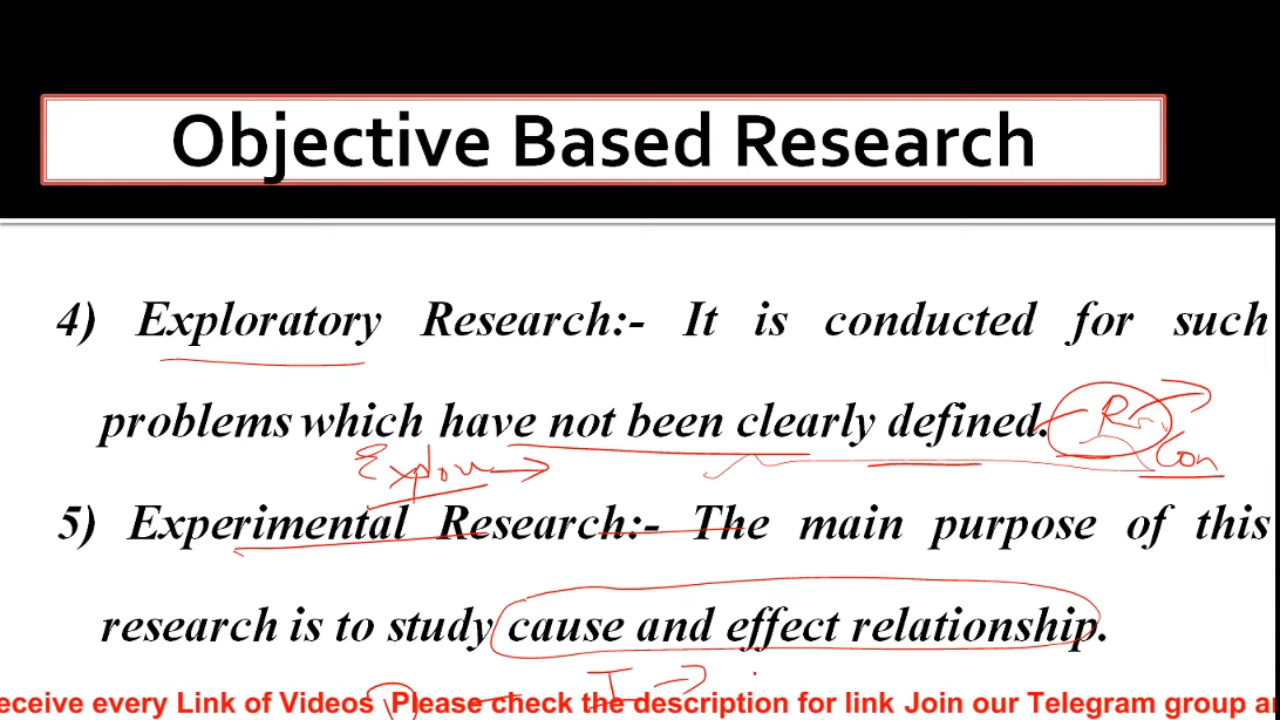 Objective Based Research
4) Exploratory Research:- It is conducted for such
problems which have not been clearly defined.
Con
5) Experimental Research:- The main purpose of this
research is to study cause and effect relationship.
eceive every Link of Videos Please check the description for link Join our Telegram group a